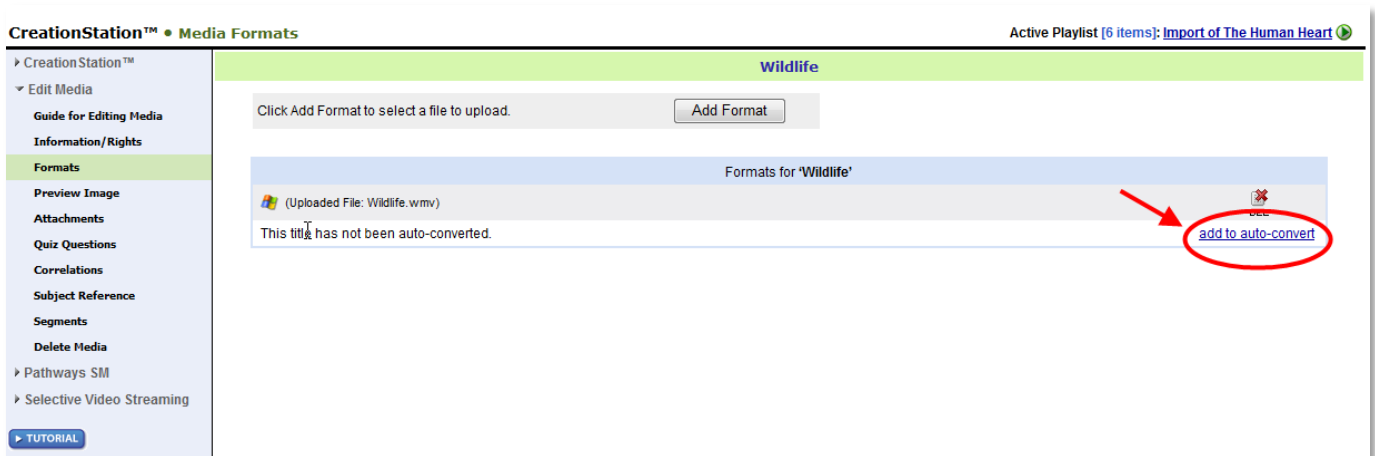 CreationStation™ • Media Formats
Active Playlist [6 items]: Import of The Human Heart
CreationStation™
Edit Media
Guide for Editing Media
Information/Rights
Formats
Preview Image
Attachments
Quiz Questions
Correlations
Subject Reference
Segments
Delete Media
Pathways SM
Selective Video Streaming
TUTORIAL
Wildlife
Click Add Format to select a file to upload.
Add Format
Formats for 'Wildlife'
(Uploaded File: Wildlife.wmv)
This title has not been auto-converted.
add to auto-convert